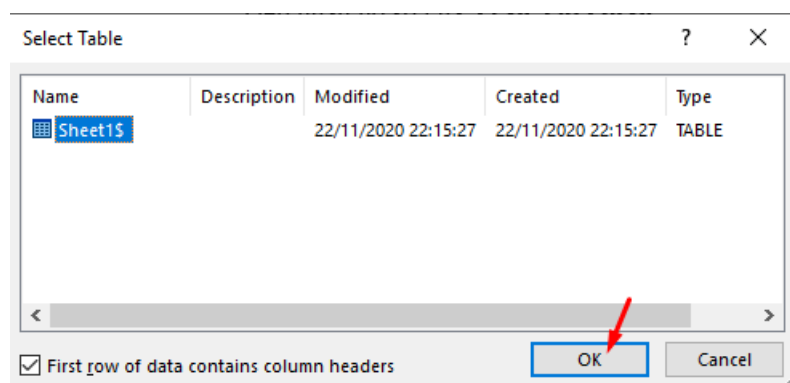 Select Table ? ×
Name Description Modified Created Type
Sheet1$ 22/11/2020 22:15:27 22/11/2020 22:15:27 TABLE
First row of data contains column headers OK Cancel